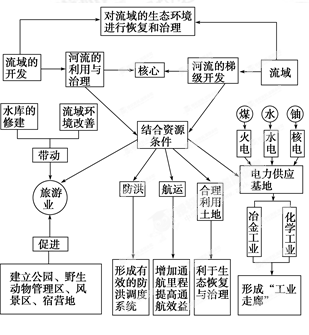 对流域的生态环境
进行恢复和治理
流域的
开发
河流的
利用与
治理
核心
河流的梯
级开发
流域
水库的
修建
流域环
境改善
结合资源
条件
煤
水
铀
火电
水电
核电
带动
旅游
业
防洪
航运
合理
利用
土地
电力供应
基地
冶金工业
化学工业
促进
建立公园、野生
动物管理区、风
景区、宿营地
形成有
效的防
洪调度
系统
增加通
航里程
提高通
航效益
利于生
态恢复
与治理
形成“工业
走廊”